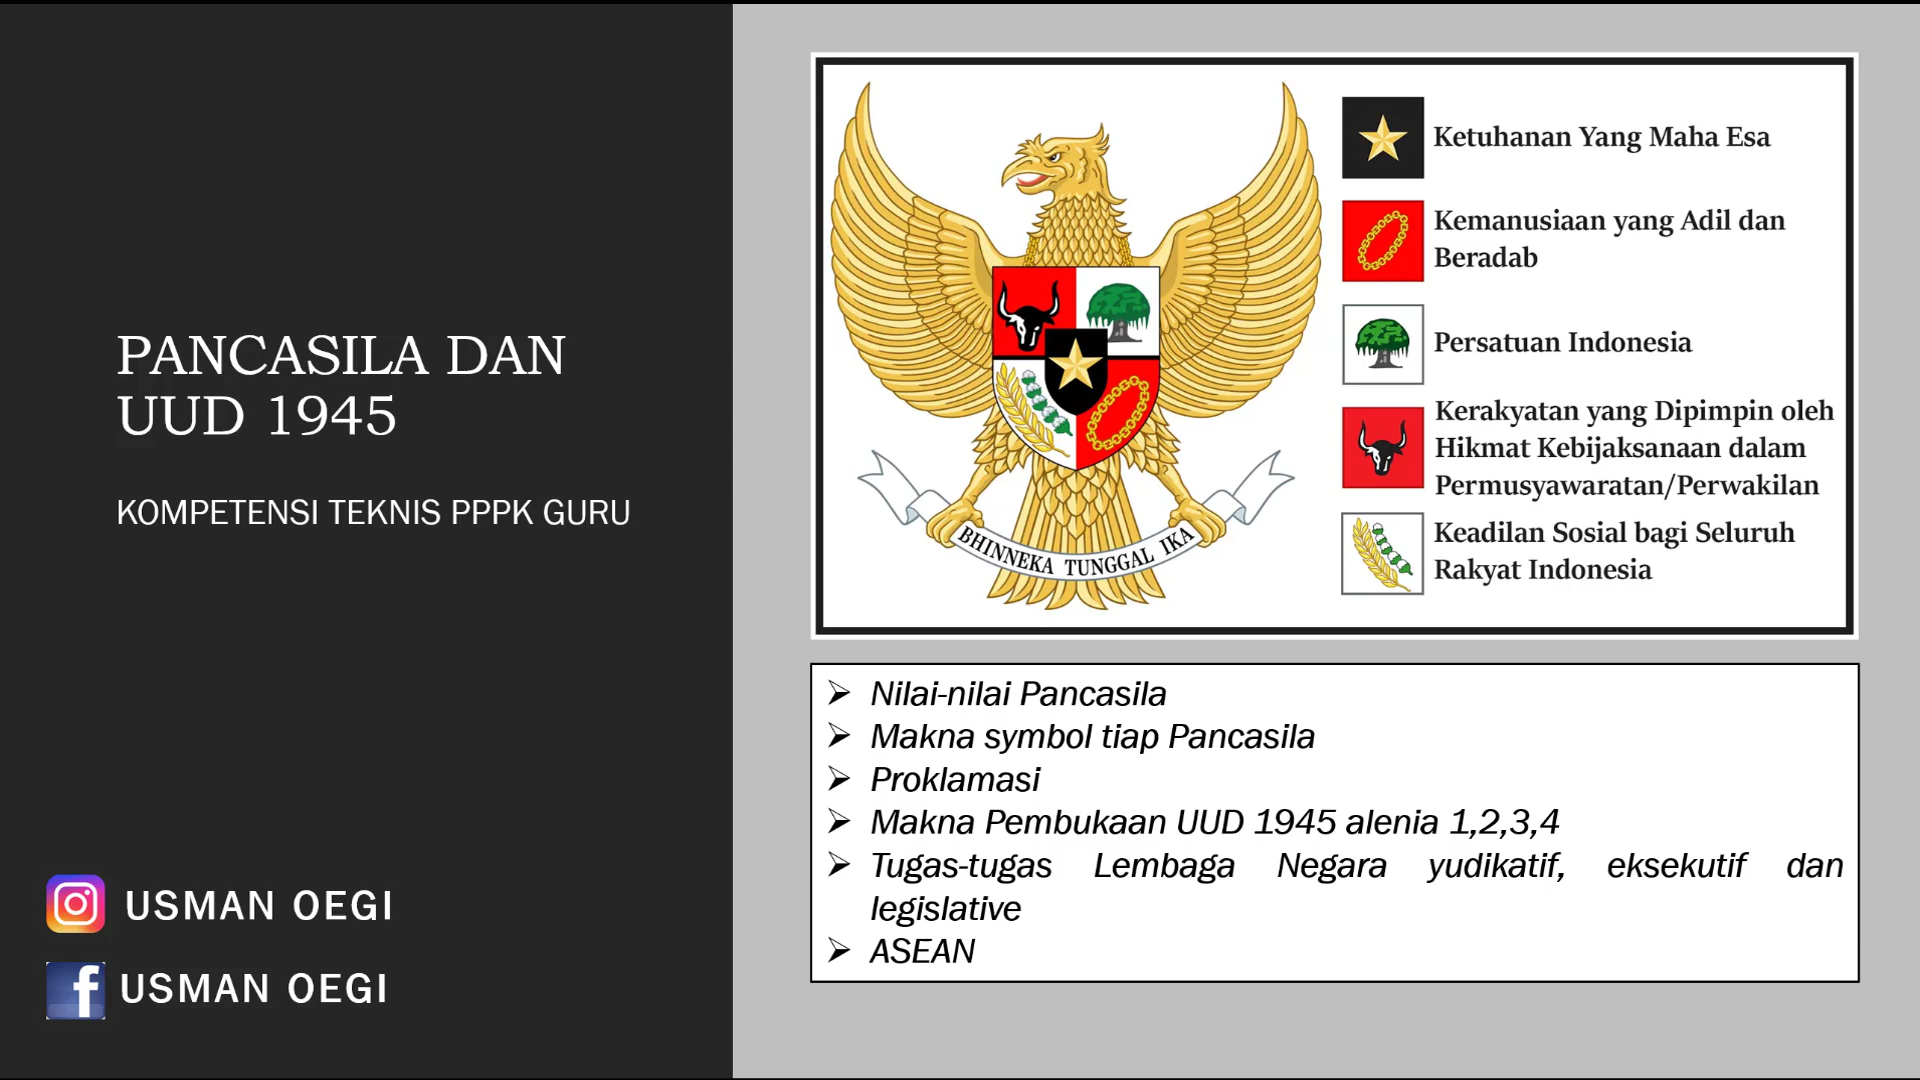 PANCASILA DAN
UUD 1945
KOMPETENSI TEKNIS PPPK GURU
USMAN OEGI
USMAN OEGI
BHINNEKA TUNGGAL IKA
Ketuhanan Yang Maha Esa
Kemanusiaan yang Adil dan
Beradab
Persatuan Indonesia
Kerakyatan yang Dipimpin oleh
Hikmat Kebijaksanaan dalam
Permusyawaratan/Perwakilan
Keadilan Sosial bagi Seluruh
Rakyat Indonesia
Nilai-nilai Pancasila
Makna symbol tiap Pancasila
Proklamasi
Makna Pembukaan UUD 1945 alenia 1,2,3,4
Tugas-tugas Lembaga Negara yudikatif, eksekutif dan
legislative
ASEAN